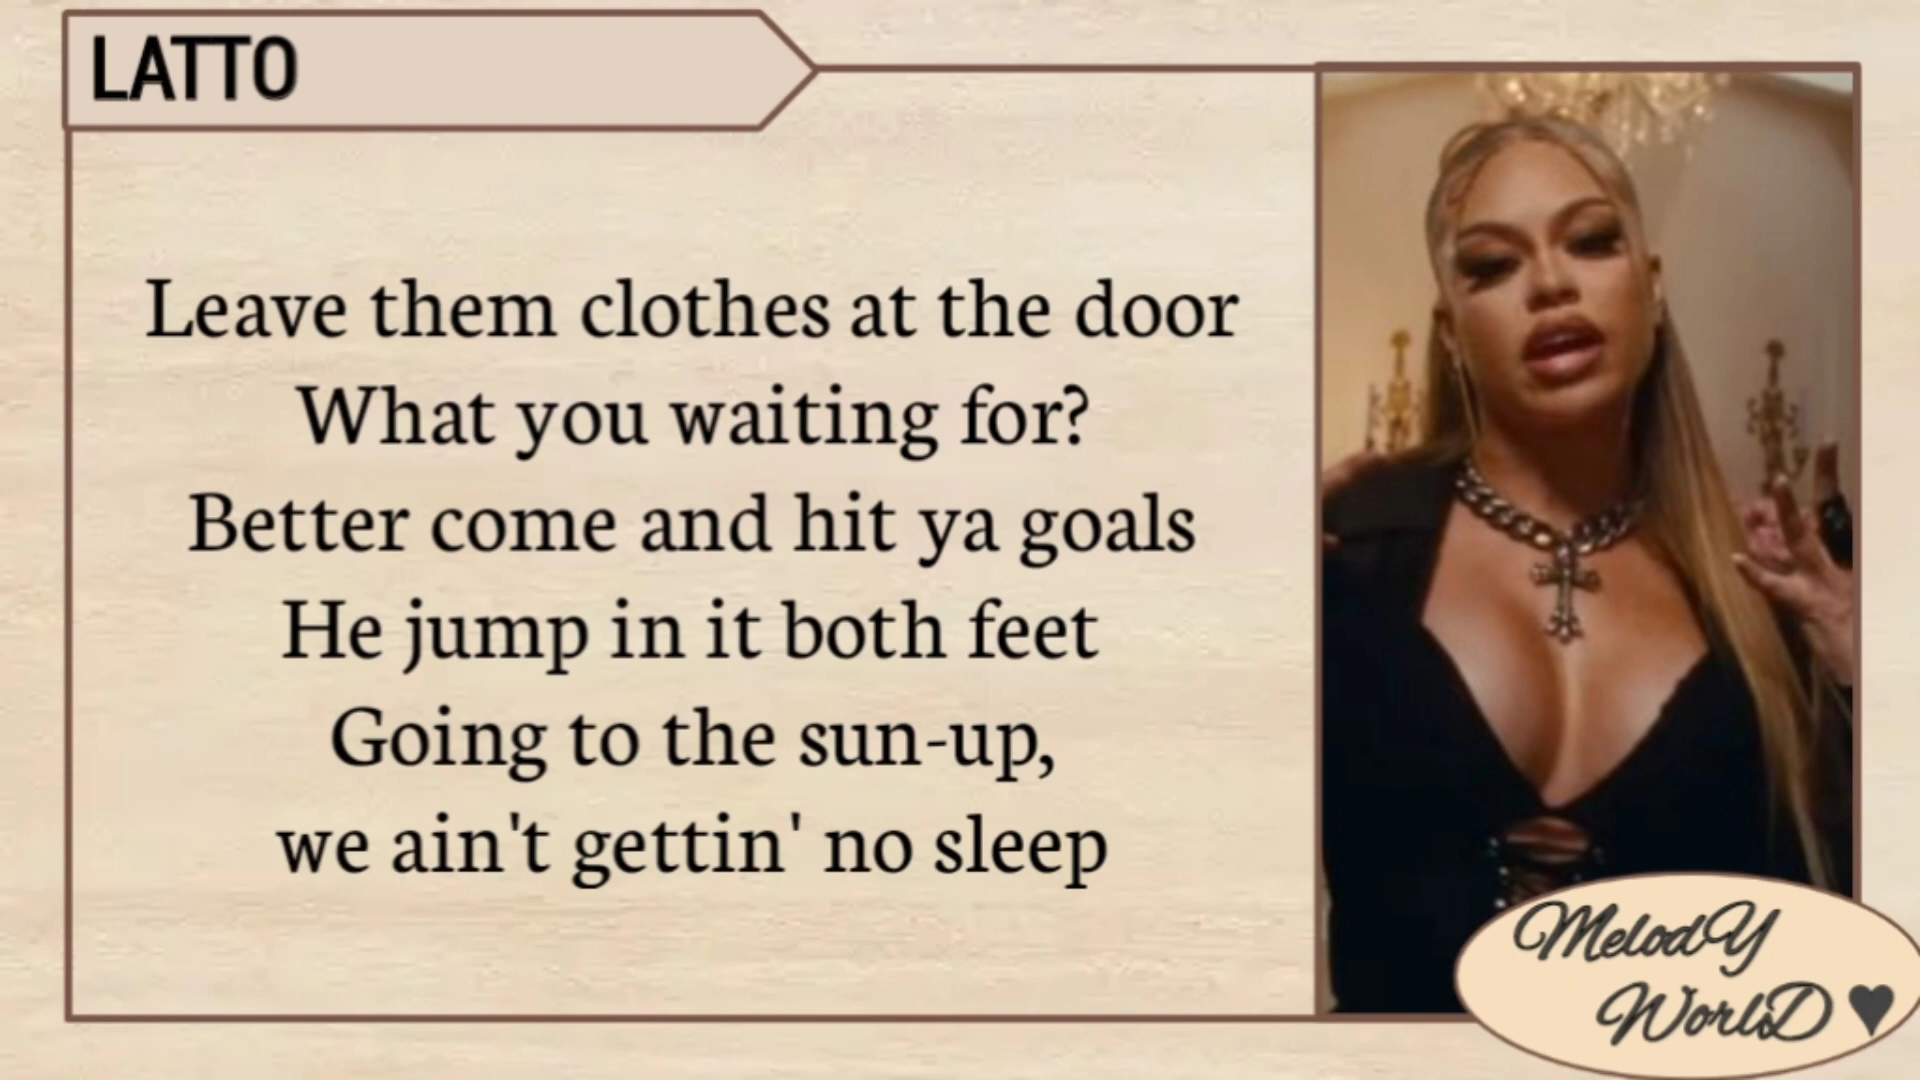 LATTO
Leave them clothes at the door
What you waiting for?
Better come and hit ya goals
He jump in it both feet
Going to the sun-up,
we ain't gettin' no sleep
MelodY
WorlD ♥